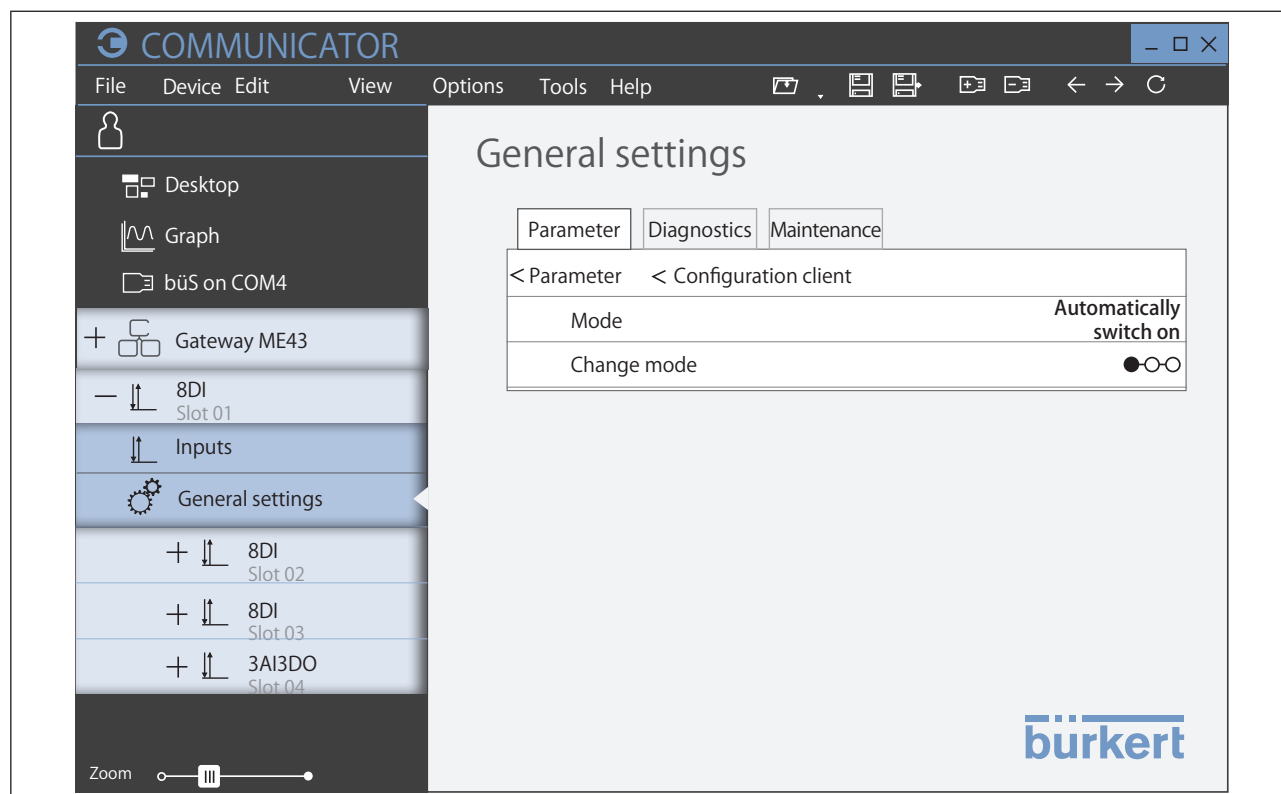 COMMUNICATOR
File Device Edit View Options Tools Help
Desktop
Graph
büS on COM4
Gateway ME43
8DI
Slot 01
Inputs
General settings
8DI
Slot 02
8DI
Slot 03
3AI3DO
Slot 04
Zoom
General settings
Parameter Diagnostics Maintenance
< Parameter < Configuration client
Mode Automatically
switch on
Change mode
burkert